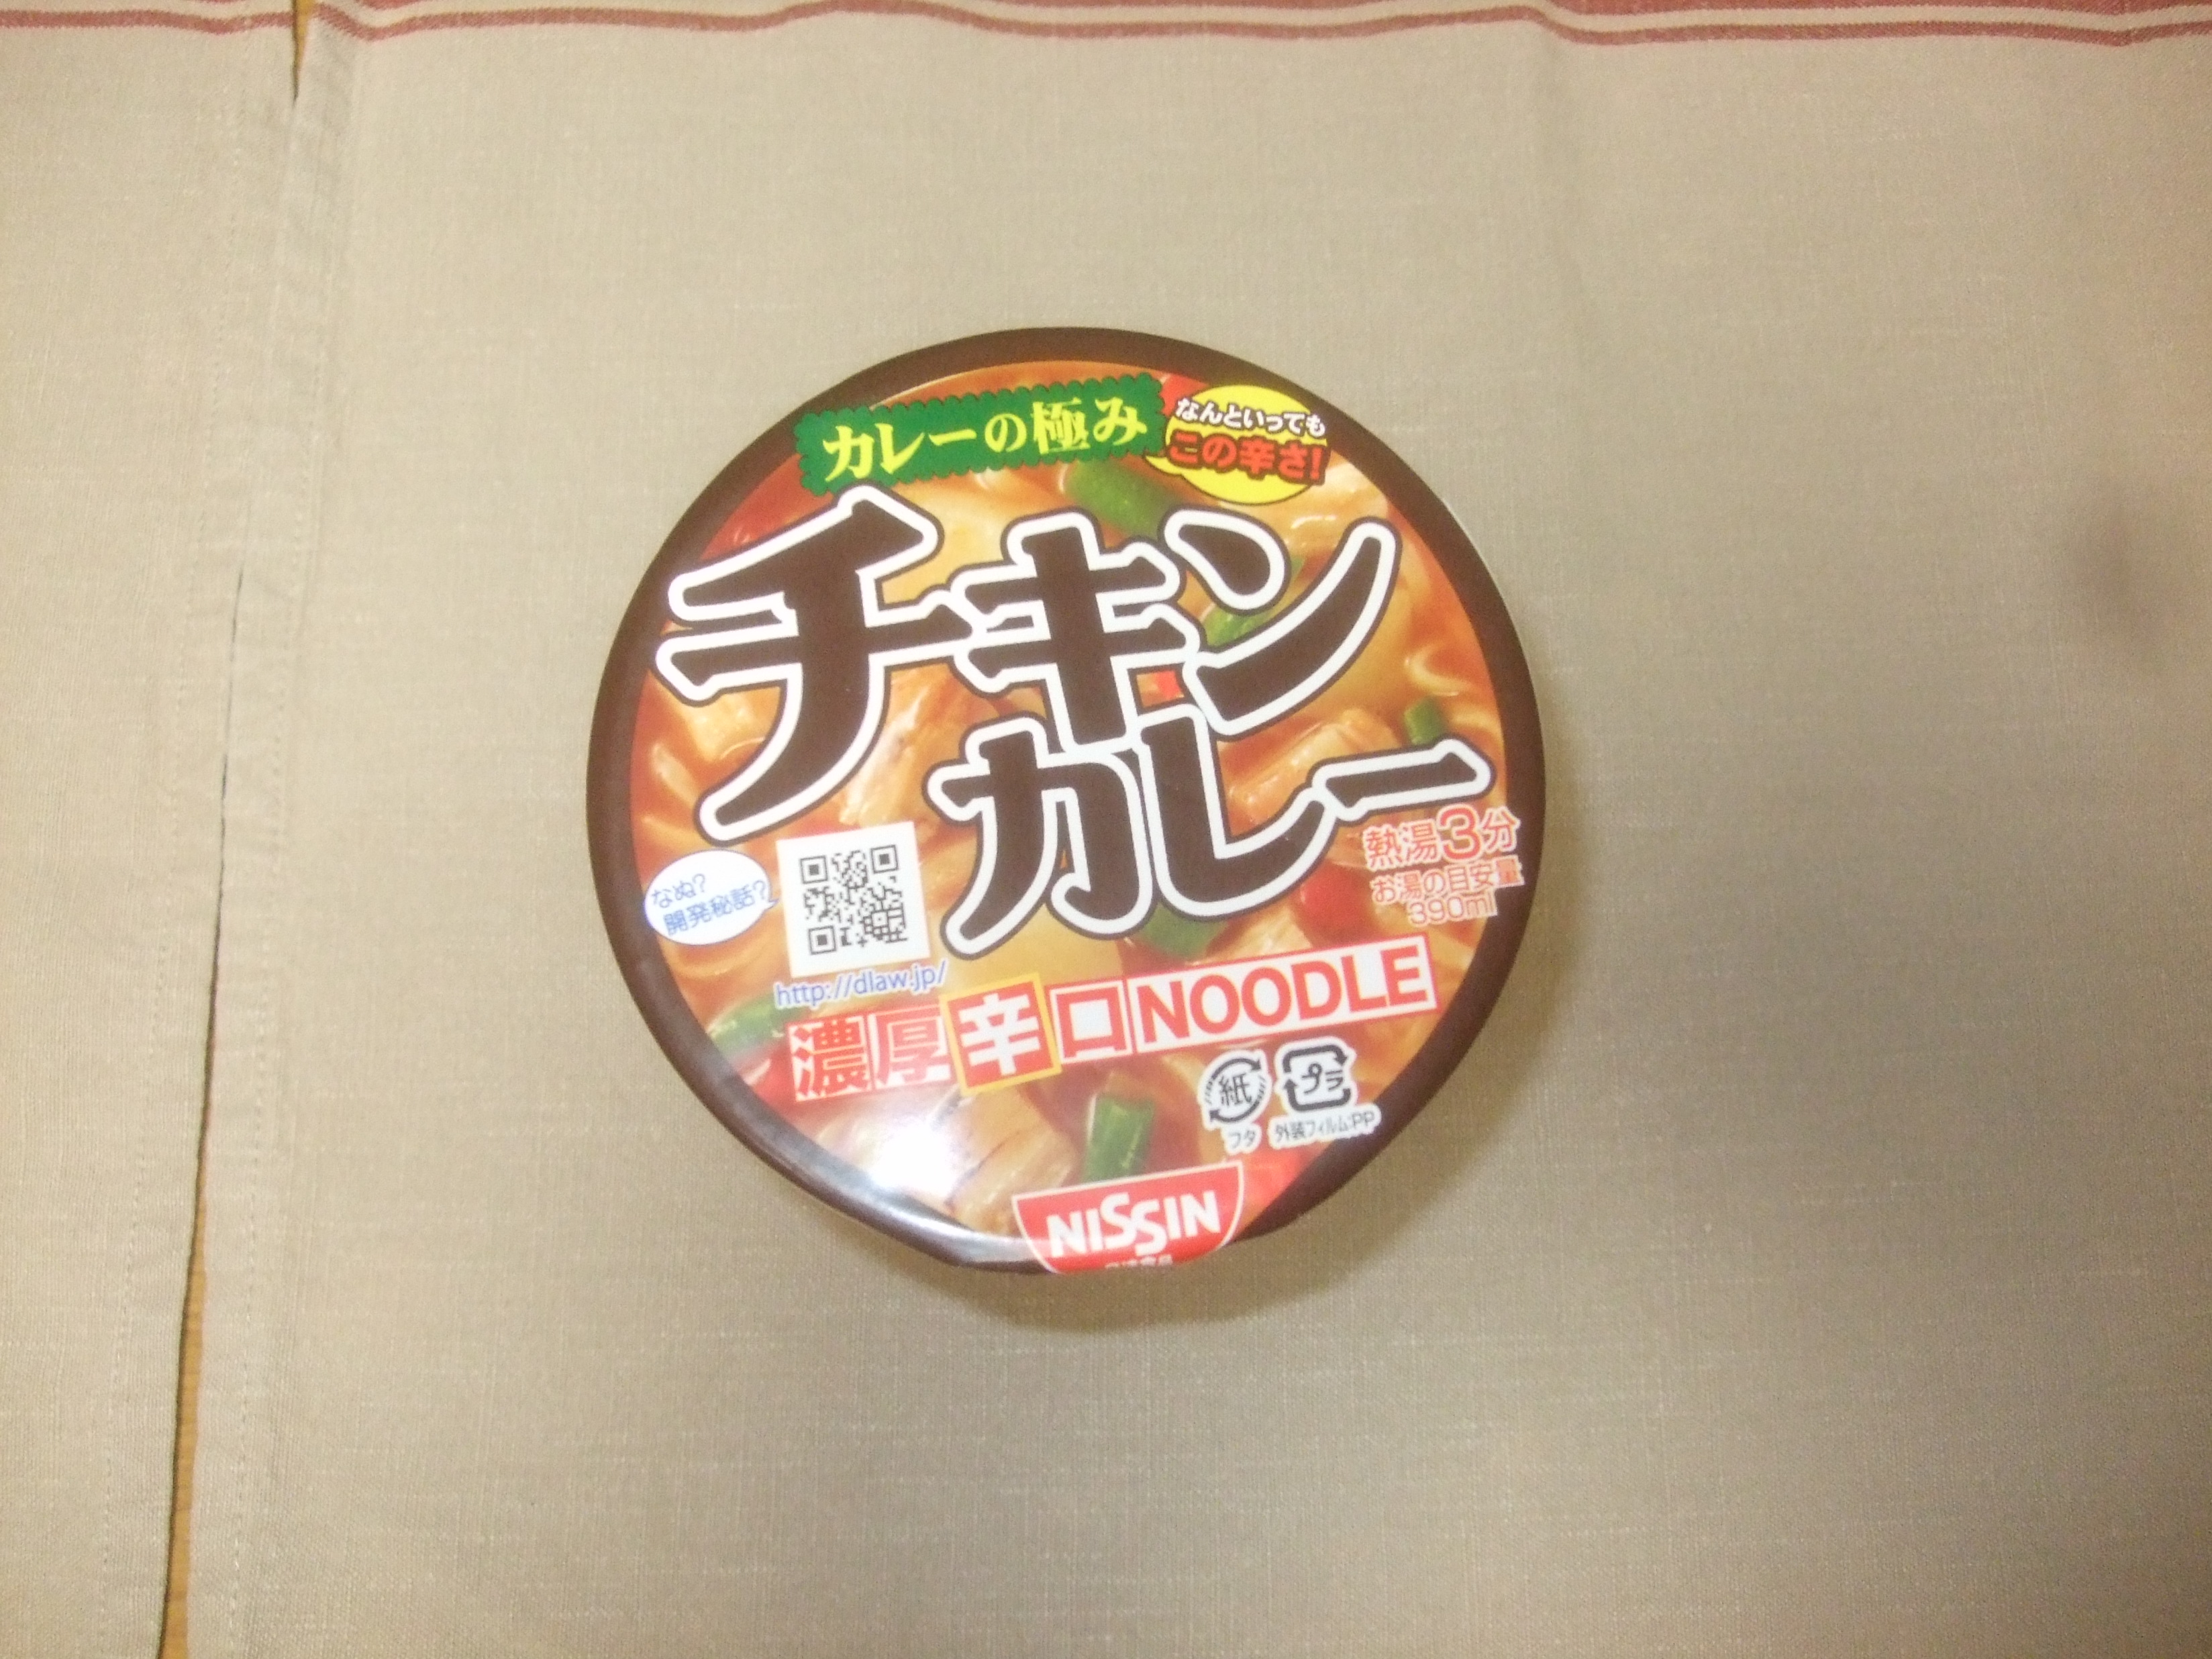 カレーの極み
なんといっても
この辛さ!
チキン
カレー
熱湯3分
お湯の目安量
390ml
なぬ?
開発秘話?
http://dlaw.jp/
濃厚辛口NOODLE
紙
プラ
フタ
外装フィルム:PP
NISSIN